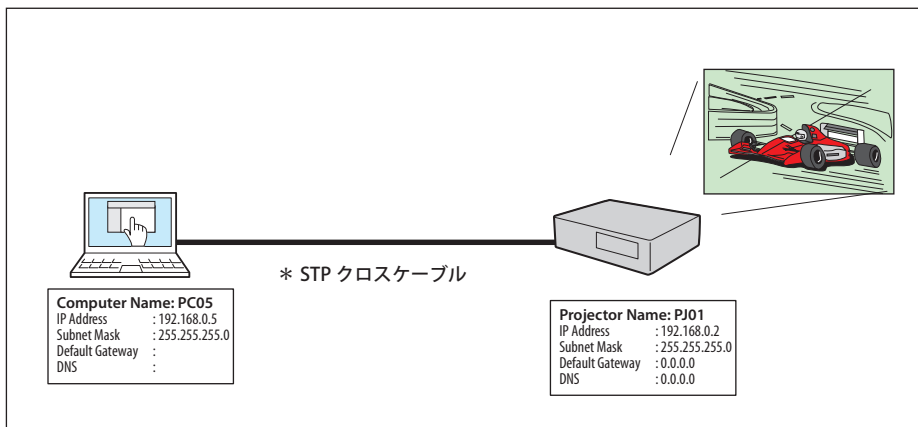 ＊ STP クロスケーブル
Computer Name: PC05
IP Address : 192.168.0.5
Subnet Mask : 255.255.255.0
Default Gateway :
DNS :
Projector Name: PJ01
IP Address : 192.168.0.2
Subnet Mask : 255.255.255.0
Default Gateway : 0.0.0.0
DNS : 0.0.0.0